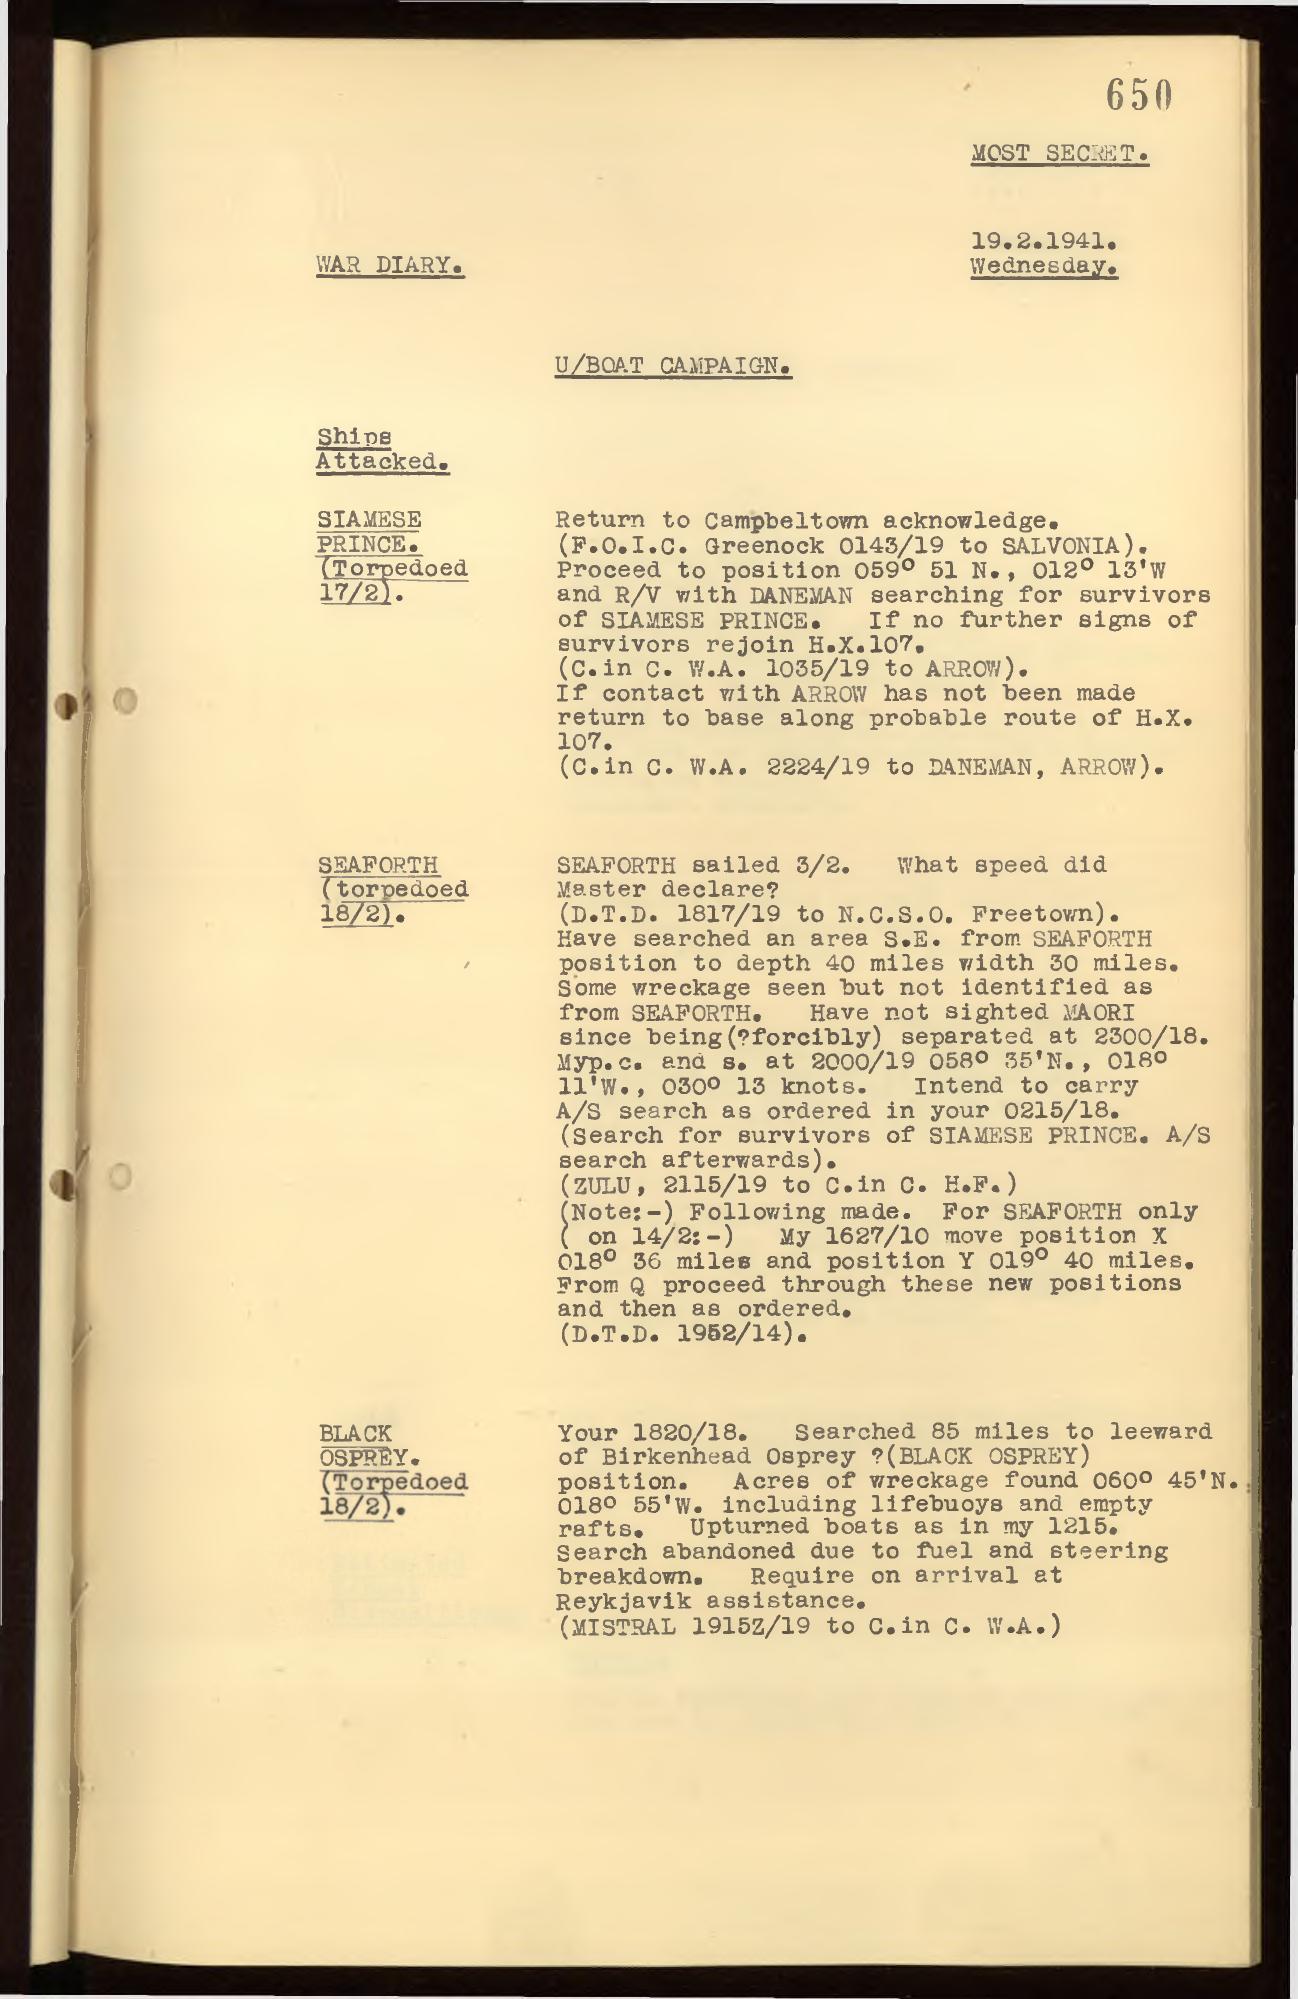 650
MOST SECRET.
19.2.1941.
WAR DIARY.
Wednesday.
U/BOAT CAMPAIGN.
Ships
Attacked.
SIAMESE
PRINCE.
(Torpedoed
17/2).
Return to Campbeltown acknowledge.
(F.O.I.C. Greenock 0143/19 to SALVONIA).
Proceed to position 059° 51 N., 012° 13'W
and R/V with DANEMAN searching for survivors
of SIAMESE PRINCE. If no further signs of
survivors rejoin H.X.107.
(C.in C. W.A. 1035/19 to ARROW).
If contact with ARROW has not been made
return to base along probable route of H.X.
107.
(C.in C. W.A. 2224/19 to DANEMAN, ARROW).
SEAFORTH
(torpedoed
18/2).
SEAFORTH sailed 3/2. What speed did
Master declare?
(D.T.D. 1817/19 to N.C.S.O. Freetown).
Have searched an area S.E. from SEAFORTH
position to depth 40 miles width 30 miles.
Some wreckage seen but not identified as
from SEAFORTH. Have not sighted MAORI
since being(?forcibly) separated at 2300/18.
Myp.c. and s. at 2000/19 058° 35'N., 018°
11'W., 030° 13 knots. Intend to carry
A/S search as ordered in your 0215/18.
(Search for survivors of SIAMESE PRINCE. A/S
search afterwards).
(ZULU, 2115/19 to C.in C. H.F.)
(Note:-) Following made. For SEAFORTH only
( on 14/2:-) My 1627/10 move position X
018° 36 miles and position Y 019° 40 miles.
From Q proceed through these new positions
and then as ordered.
(D.T.D. 1952/14).
BLACK
OSPREY.
(Torpedoed
18/2).
Your 1820/18. Searched 85 miles to leeward
of Birkenhead Osprey ?(BLACK OSPREY)
position. Acres of wreckage found 060° 45'N.
018° 55'W. including lifebuoys and empty
rafts. Upturned boats as in my 1215.
Search abandoned due to fuel and steering
breakdown. Require on arrival at
Reykjavik assistance.
(MISTRAL 1915Z/19 to C.in C. W.A.)